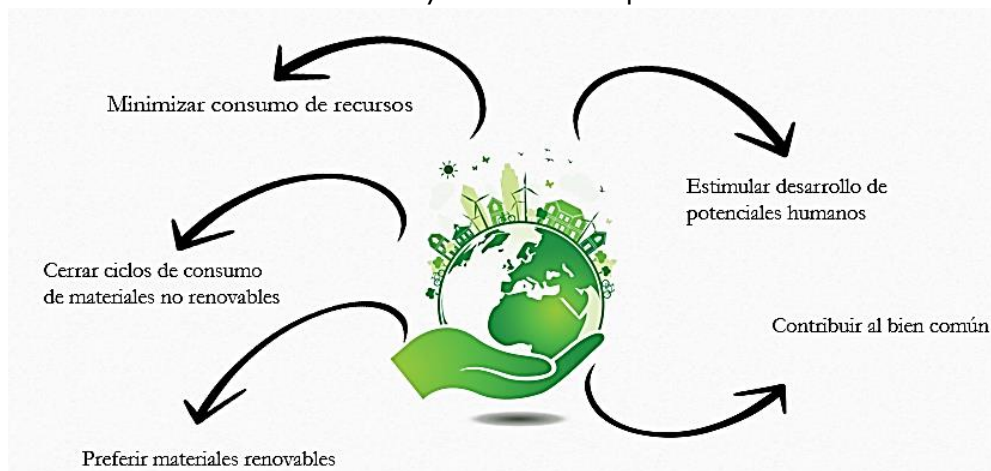 Minimizar consumo de recursos
Estimular desarrollo de
potenciales humanos
Cerrar ciclos de consumo
de materiales no renovables
Contribuir al bien común
Preferir materiales renovables